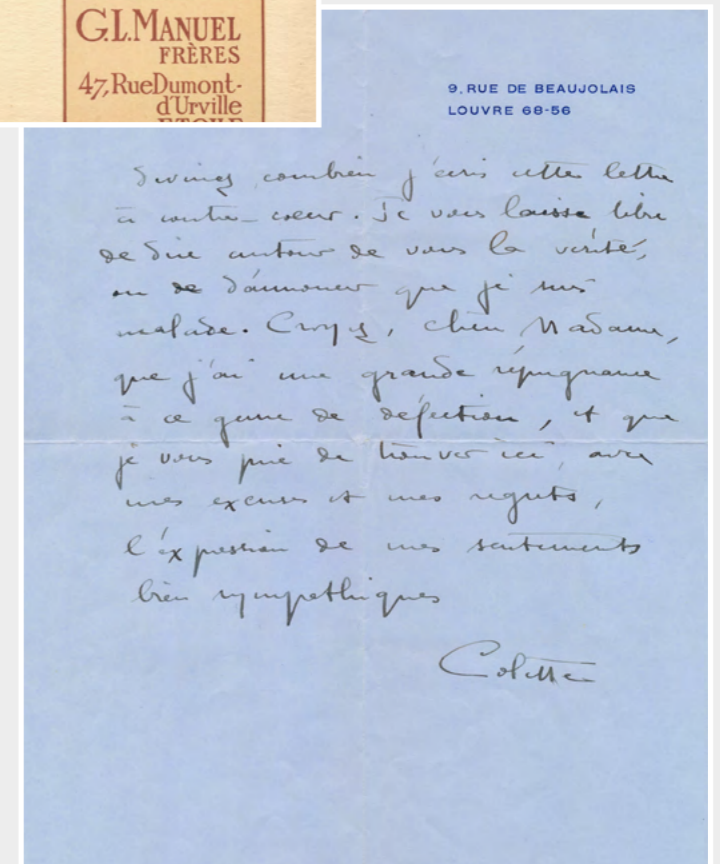 G.L.MANUEL
FRÈRES
47, Rue Dumont-
d'Urville
ETOILE
9, RUE DE BEAUJOLAIS
LOUVRE 68-56
Devinez combien j'écris cette lettre
à contre-cœur. Je vous laisse libre
de dire autour de vous la vérité,
ou de d'annoncer que je suis
malade. Croyez, chère Madame,
que j'ai une grande répugnance
à ce genre de défection, et que
je vous prie de trouver ici, avec
mes excuses et mes regrets,
l'expression de mes sentiments
bien sympathiques
Colette